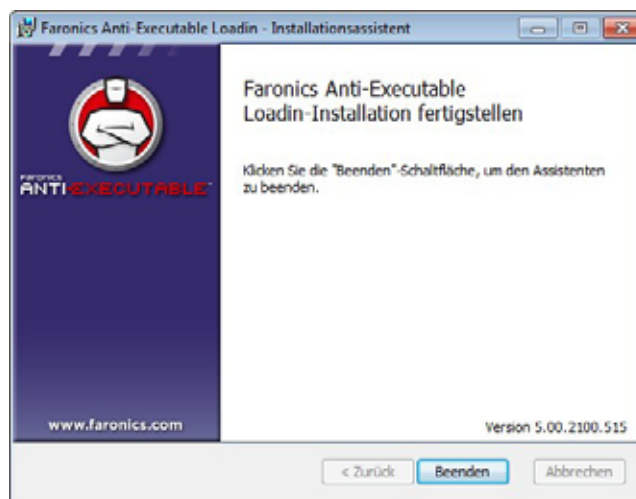 Faronics Anti-Executable Loadin - Installationsassistent
Faronics Anti-Executable
Loadin-Installation fertigstellen
Klicken Sie die "Beenden"-Schaltfläche, um den Assistenten
zu beenden.
FARONICS
ANTI-EXECUTABLE
www.faronics.com
Version 5.00.2100.515
< Zurück
Beenden
Abbrechen